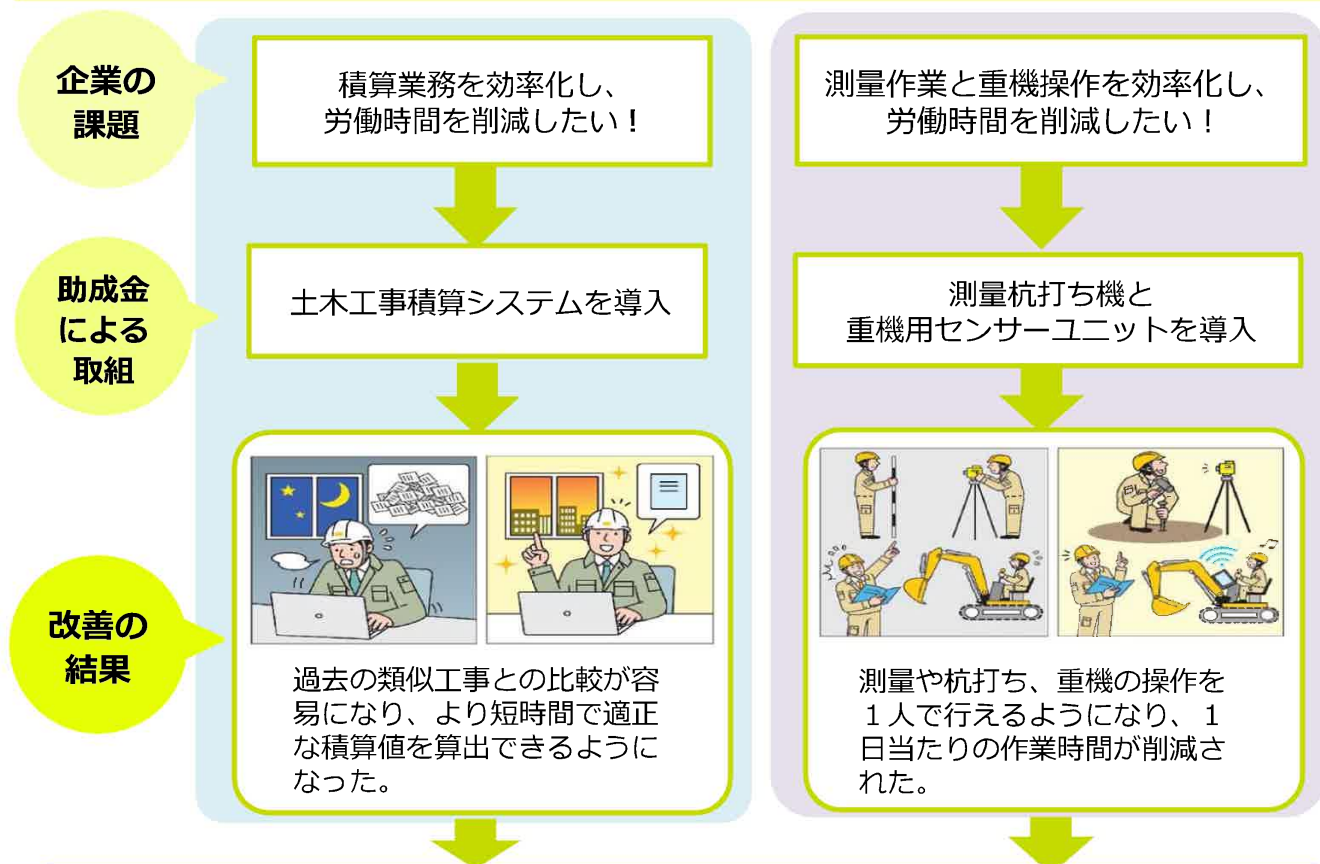 企業の
課題
積算業務を効率化し、
労働時間を削減したい！
測量作業と重機操作を効率化し、
労働時間を削減したい！
助成金
による
取組
土木工事積算システムを導入
測量杭打ち機と
重機用センサーユニットを導入
改善の
結果
過去の類似工事との比較が容
易になり、より短時間で適正
な積算値を算出できるように
なった。
測量や杭打ち、重機の操作を
１人で行えるようになり、１
日当たりの作業時間が削減さ
れた。